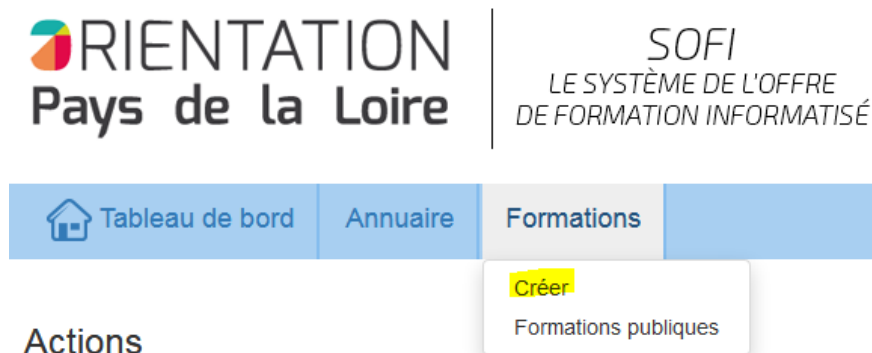 ORIENTATION
Pays de la Loire
SOFI
LE SYSTÈME DE L'OFFRE
DE FORMATION INFORMATISÉ
Tableau de bord
Annuaire
Formations
Créer
Formations publiques
Actions